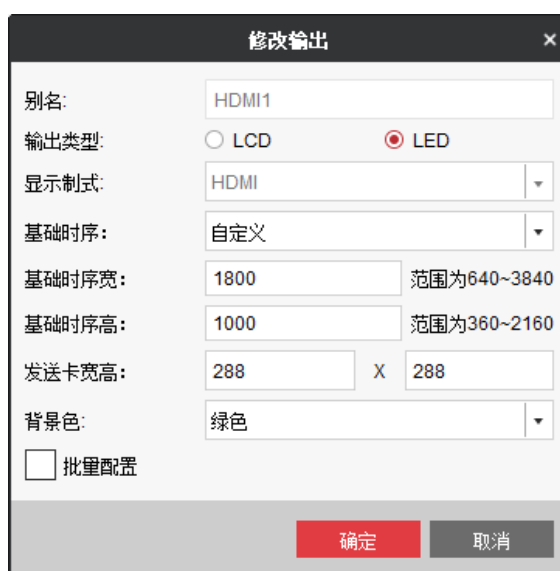 修改输出 ×
别名: HDMI1
输出类型: LCD LED
显示制式: HDMI
基础时序: 自定义
基础时序宽: 1800 范围为640~3840
基础时序高: 1000 范围为360~2160
发送卡宽高: 288 X 288
背景色: 绿色
批量配置
确定 取消